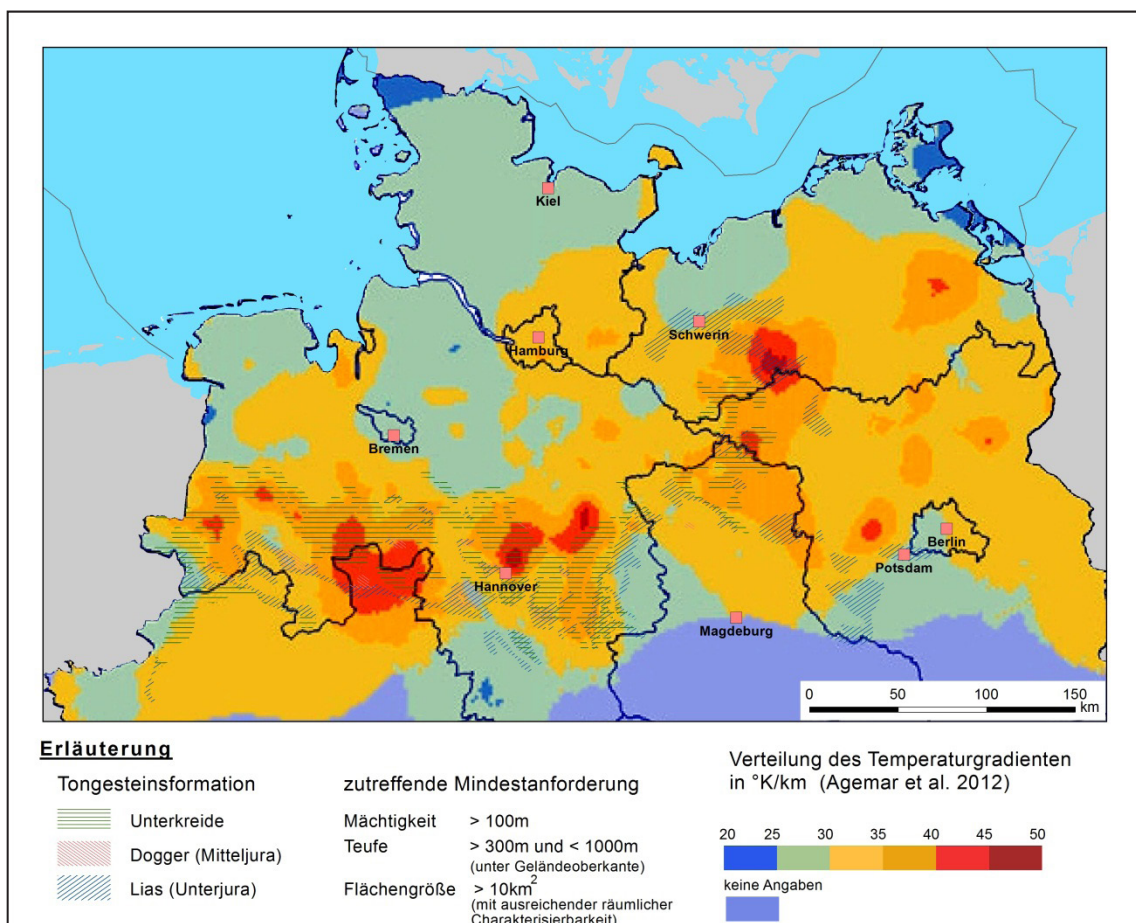 Kiel
Schwerin
Hamburg
Bremen
Berlin
Potsdam
Hannover
Magdeburg
0 50 100 150
km
Erläuterung
Tongesteinsformation
Unterkreide
Dogger (Mitteljura)
Lias (Unterjura)
zutreffende Mindestanforderung
Mächtigkeit > 100m
Teufe > 300m und < 1000m
(unter Geländeoberkante)
Flächengröße > 10km²
(mit ausreichender räumlicher
Charakterisierbarkeit)
Verteilung des Temperaturgradienten
in °K/km (Agemar et al. 2012)
20 25 30 35 40 45 50
keine Angaben